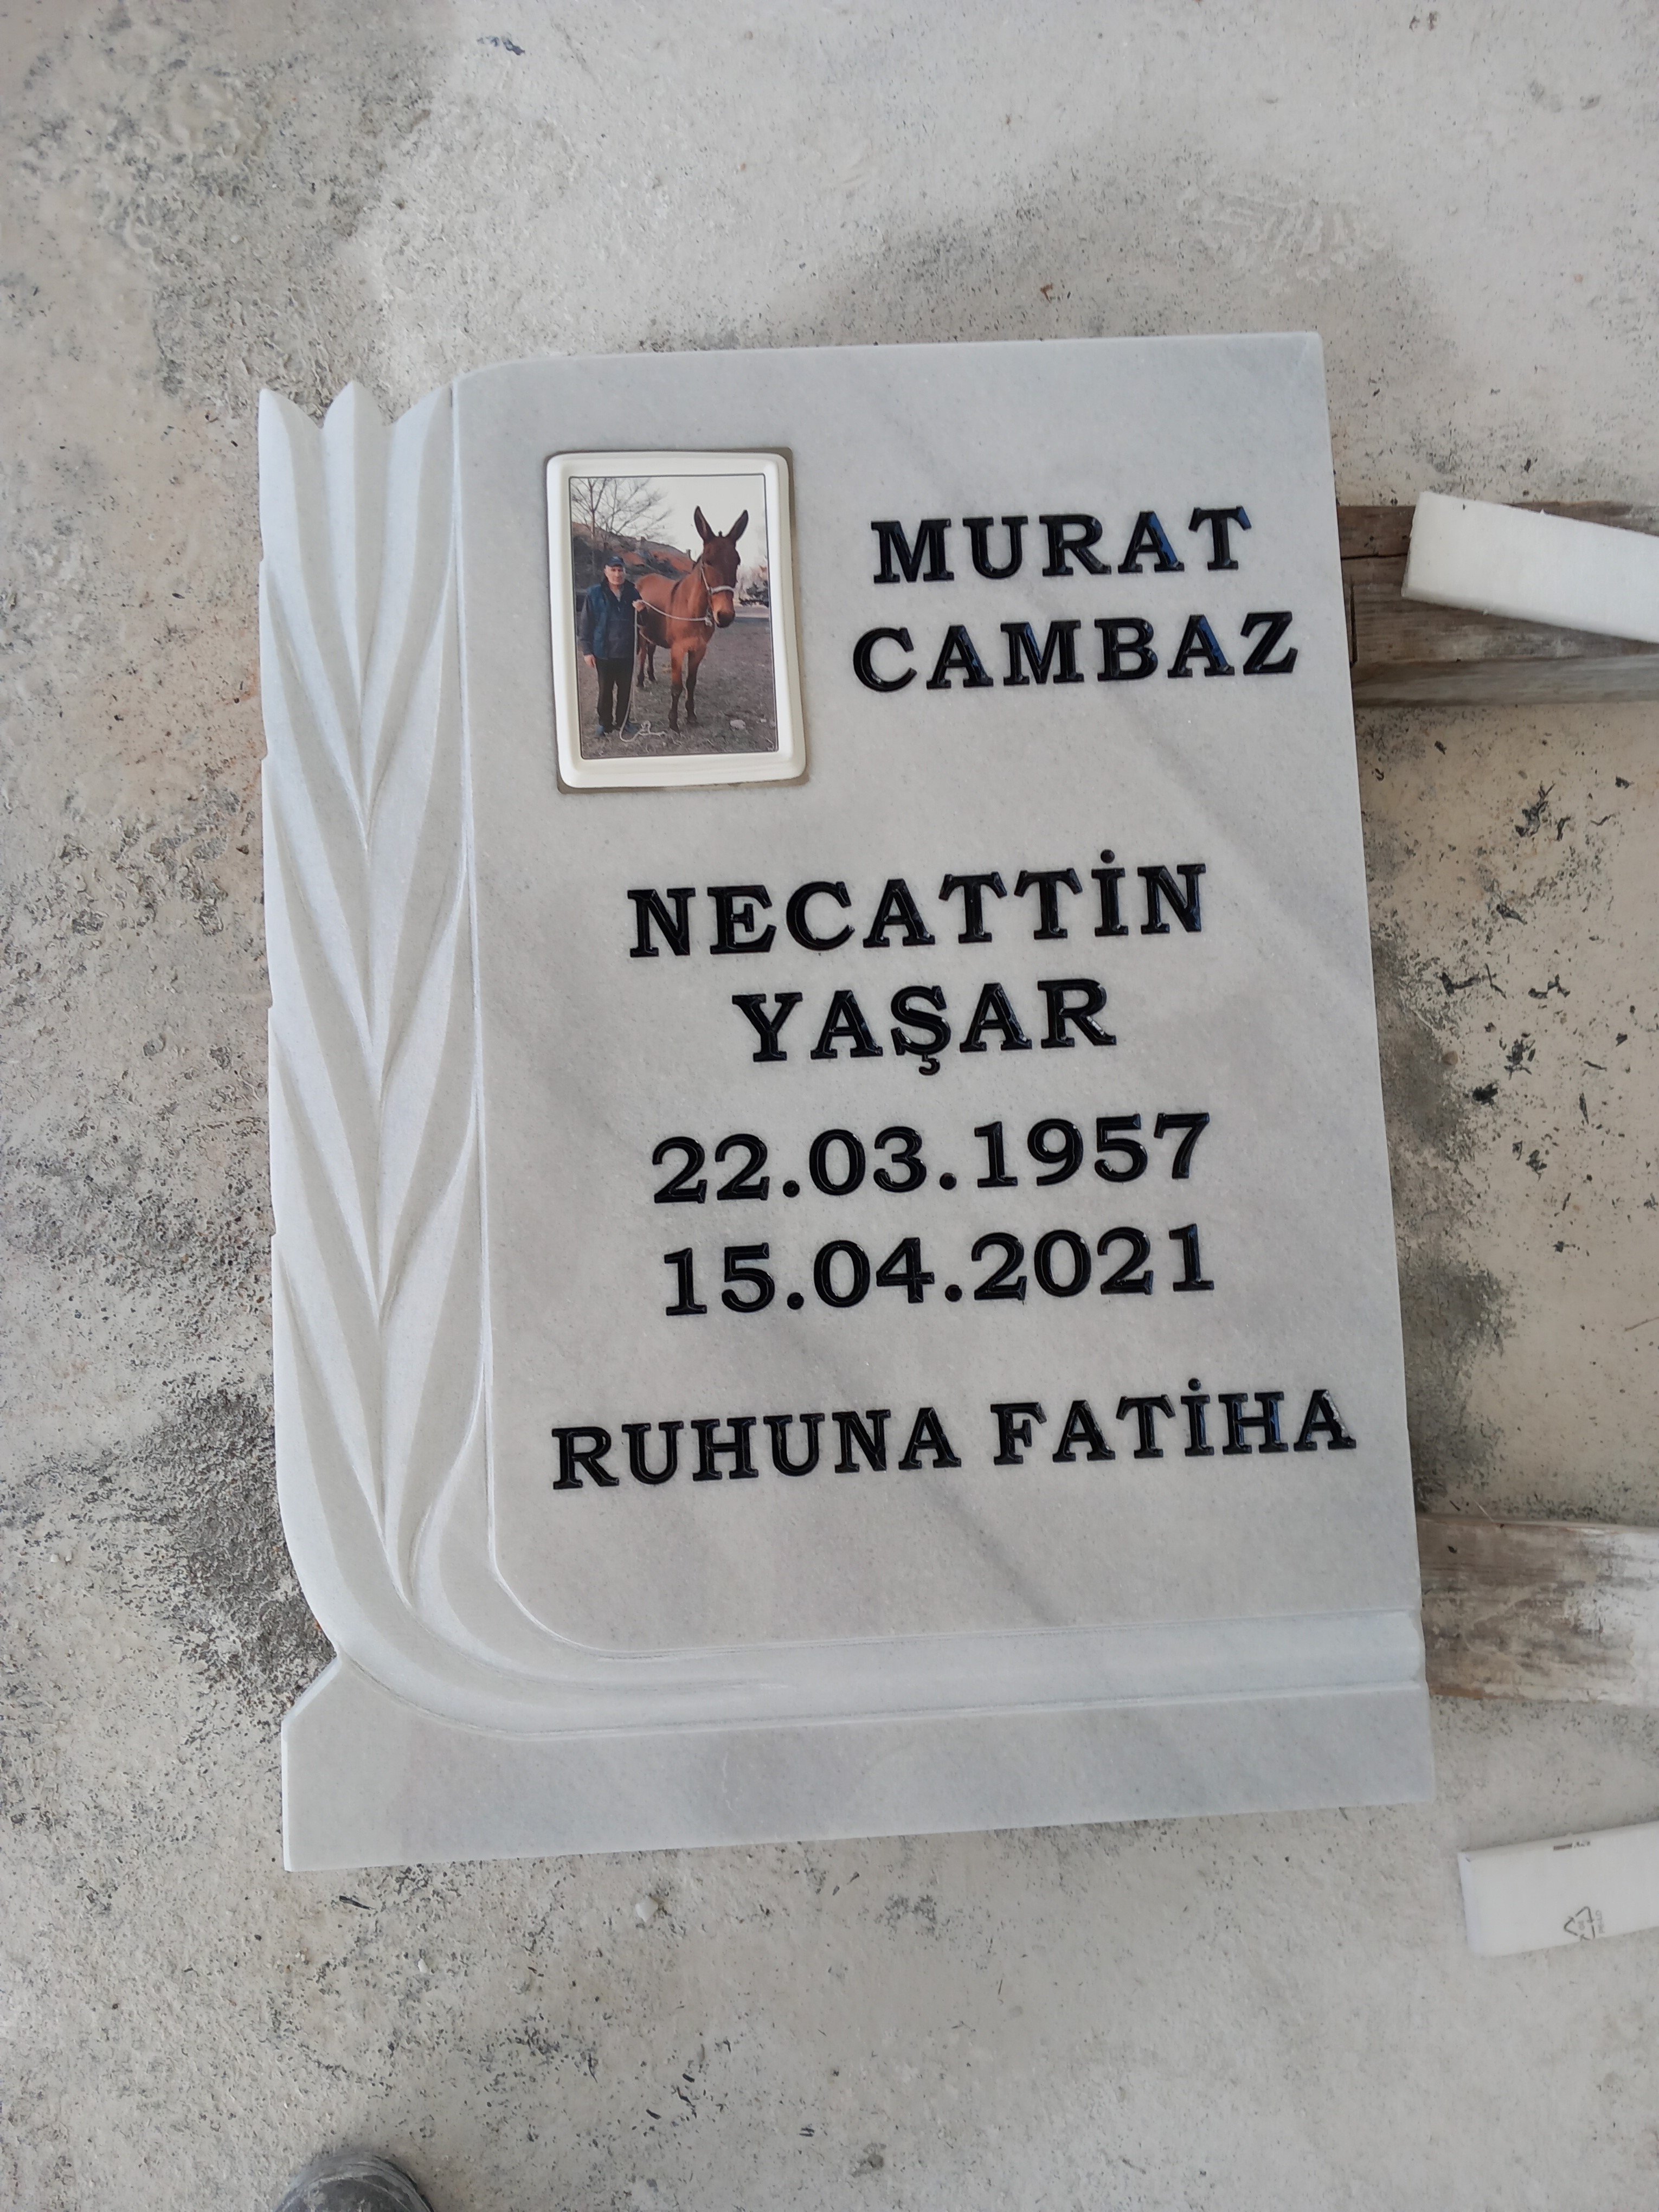 MURAT
CAMBAZ
NECATTİN
YAŞAR
22.03.1957
15.04.2021
RUHUNA FATİHA